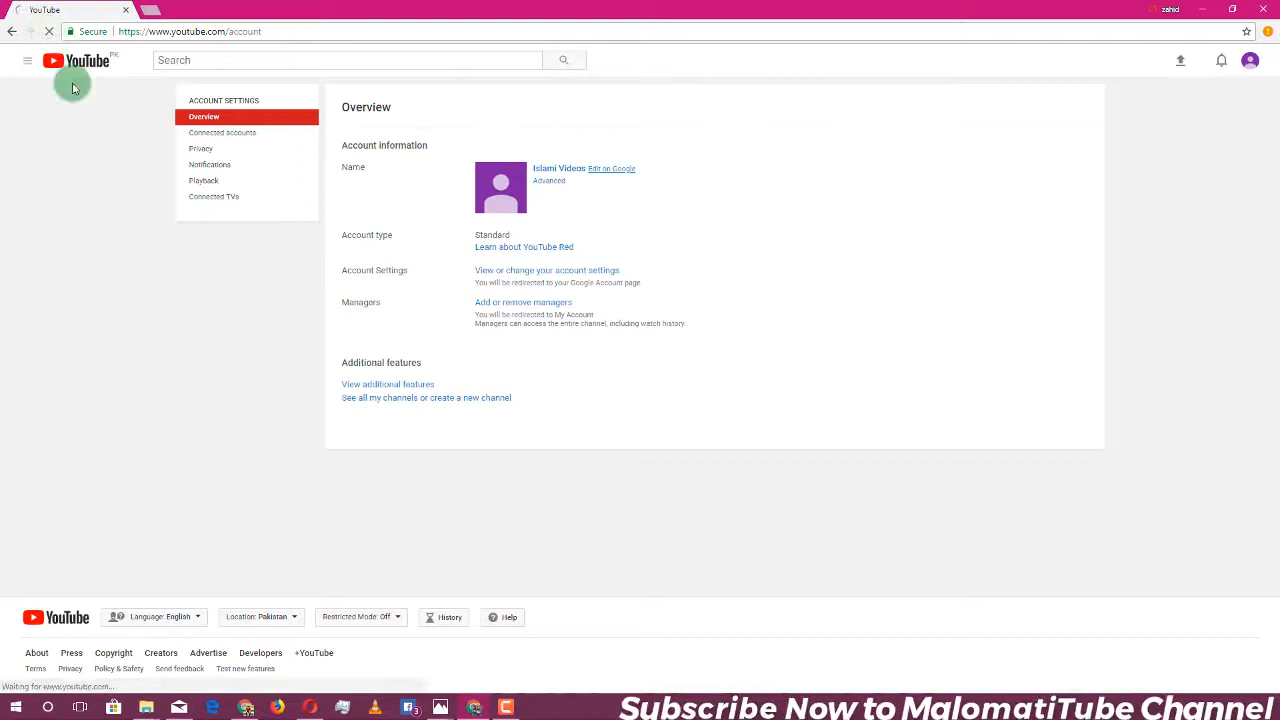 YouTube
zahid
Secure https://www.youtube.com/account
YouTube PK
Search
ACCOUNT SETTINGS
Overview
Connected accounts
Privacy
Notifications
Playback
Connected TVs
Overview
Account information
Name
Islami Videos Edit on Google
Advanced
Account type
Standard
Learn about YouTube Red
Account Settings
View or change your account settings
You will be redirected to your Google Account page.
Managers
Add or remove managers
You will be redirected to My Account
Managers can access the entire channel, including watch history.
Additional features
View additional features
See all my channels or create a new channel
YouTube
Language: English
Location: Pakistan
Restricted Mode: Off
History
Help
About Press Copyright Creators Advertise Developers +YouTube
Terms Privacy Policy & Safety Send feedback Test new features
Waiting for www.youtube.com...
3
Subscribe Now to MalomatiTube Channel